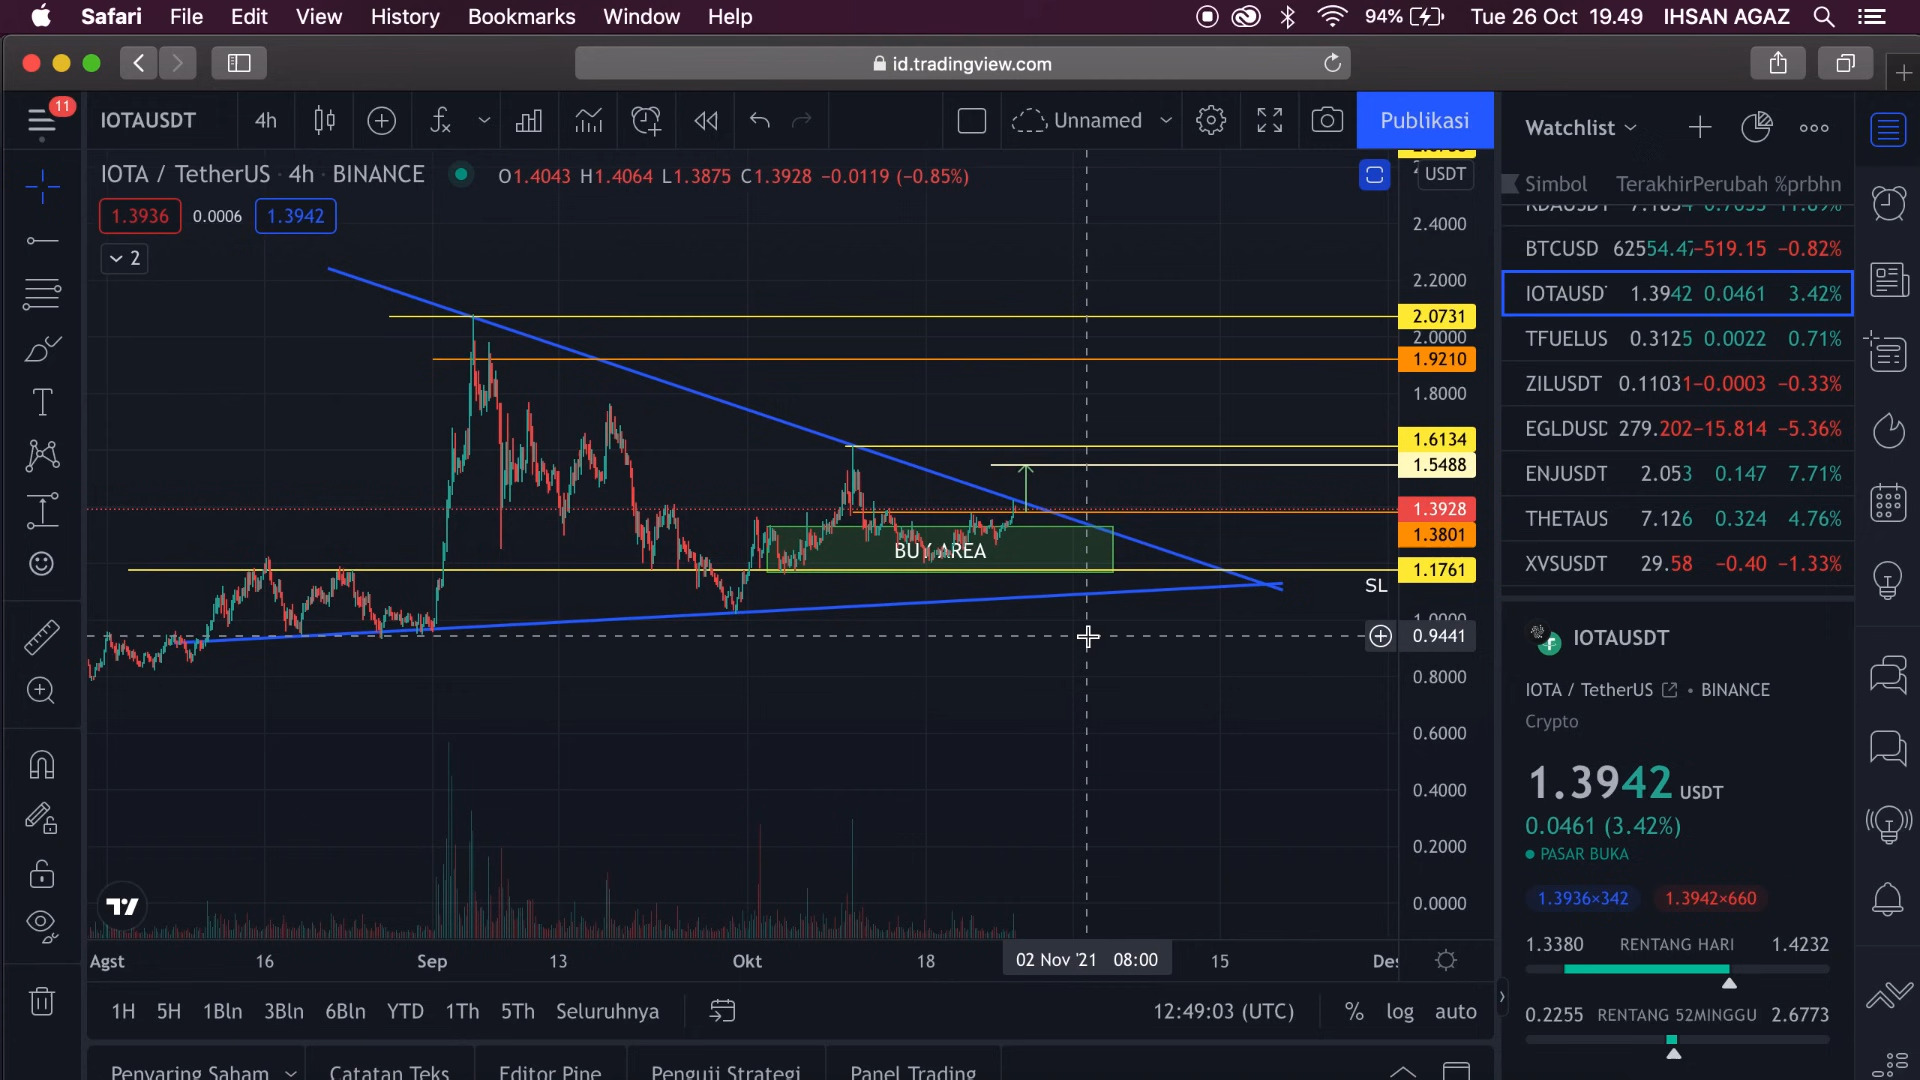 Safari File Edit View History Bookmarks Window Help 94% Tue 26 Oct 19.49 IHSAN AGAZ
id.tradingview.com
11
IOTAUSDT 4h Unnamed Publikasi
IOTA / TetherUS · 4h · BINANCE O1.4043 H1.4064 L1.3875 C1.3928 −0.0119 (−0.85%)
1.3936 0.0006 1.3942
2
USDT
2.4000
2.2000
2.0731
2.0000
1.9210
1.8000
1.6134
1.5488
1.3928
1.3801
BUY AREA
1.1761
SL
1.0000
0.9441
0.8000
0.6000
0.4000
0.2000
0.0000
Agst 16 Sep 13 Okt 18 02 Nov '21 08:00 15 Des
1H 5H 1Bln 3Bln 6Bln YTD 1Th 5Th Seluruhnya 12:49:03 (UTC) % log auto
Penyaring Saham Catatan Teks Editor Pine Penguji Strategi Panel Trading
Watchlist
Simbol Terakhir Perubah %prbhn
BTCUSD 62554.47 −519.15 −0.82%
IOTAUSD 1.3942 0.0461 3.42%
TFUELUS 0.3125 0.0022 0.71%
ZILUSDT 0.11031 −0.0003 −0.33%
EGLDUSD 279.202 −15.814 −5.36%
ENJUSDT 2.053 0.147 7.71%
THETAUS 7.126 0.324 4.76%
XVSUSDT 29.58 −0.40 −1.33%
IOTAUSDT
IOTA / TetherUS • BINANCE
Crypto
1.3942 USDT
0.0461 (3.42%)
PASAR BUKA
1.3936×342 1.3942×660
1.3380 RENTANG HARI 1.4232
0.2255 RENTANG 52MINGGU 2.6773